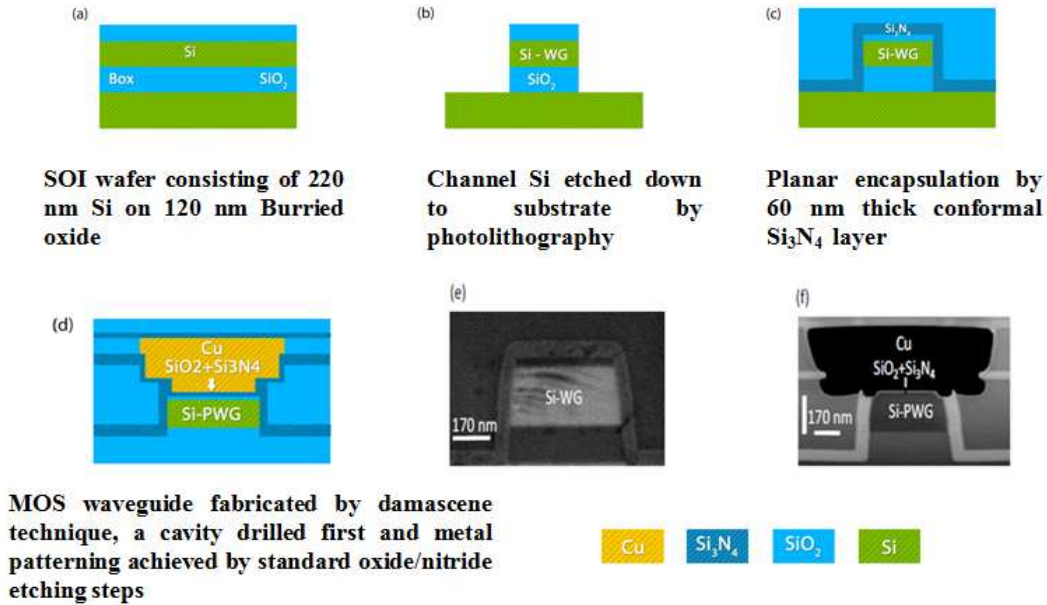 (a)
Si
Box SiO2
(b)
Si - WG
SiO2
(c)
Si3N4
Si-WG
SOI wafer consisting of 220
nm Si on 120 nm Burried
oxide
Channel Si etched down
to substrate by
photolithography
Planar encapsulation by
60 nm thick conformal
Si3N4 layer
(d)
Cu
SiO2+Si3N4
Si-PWG
(e)
Si-WG
170 nm
(f)
Cu
SiO2+Si3N4
Si-PWG
170 nm
MOS waveguide fabricated by damascene
technique, a cavity drilled first and metal
patterning achieved by standard oxide/nitride
etching steps
Cu
Si3N4
SiO2
Si